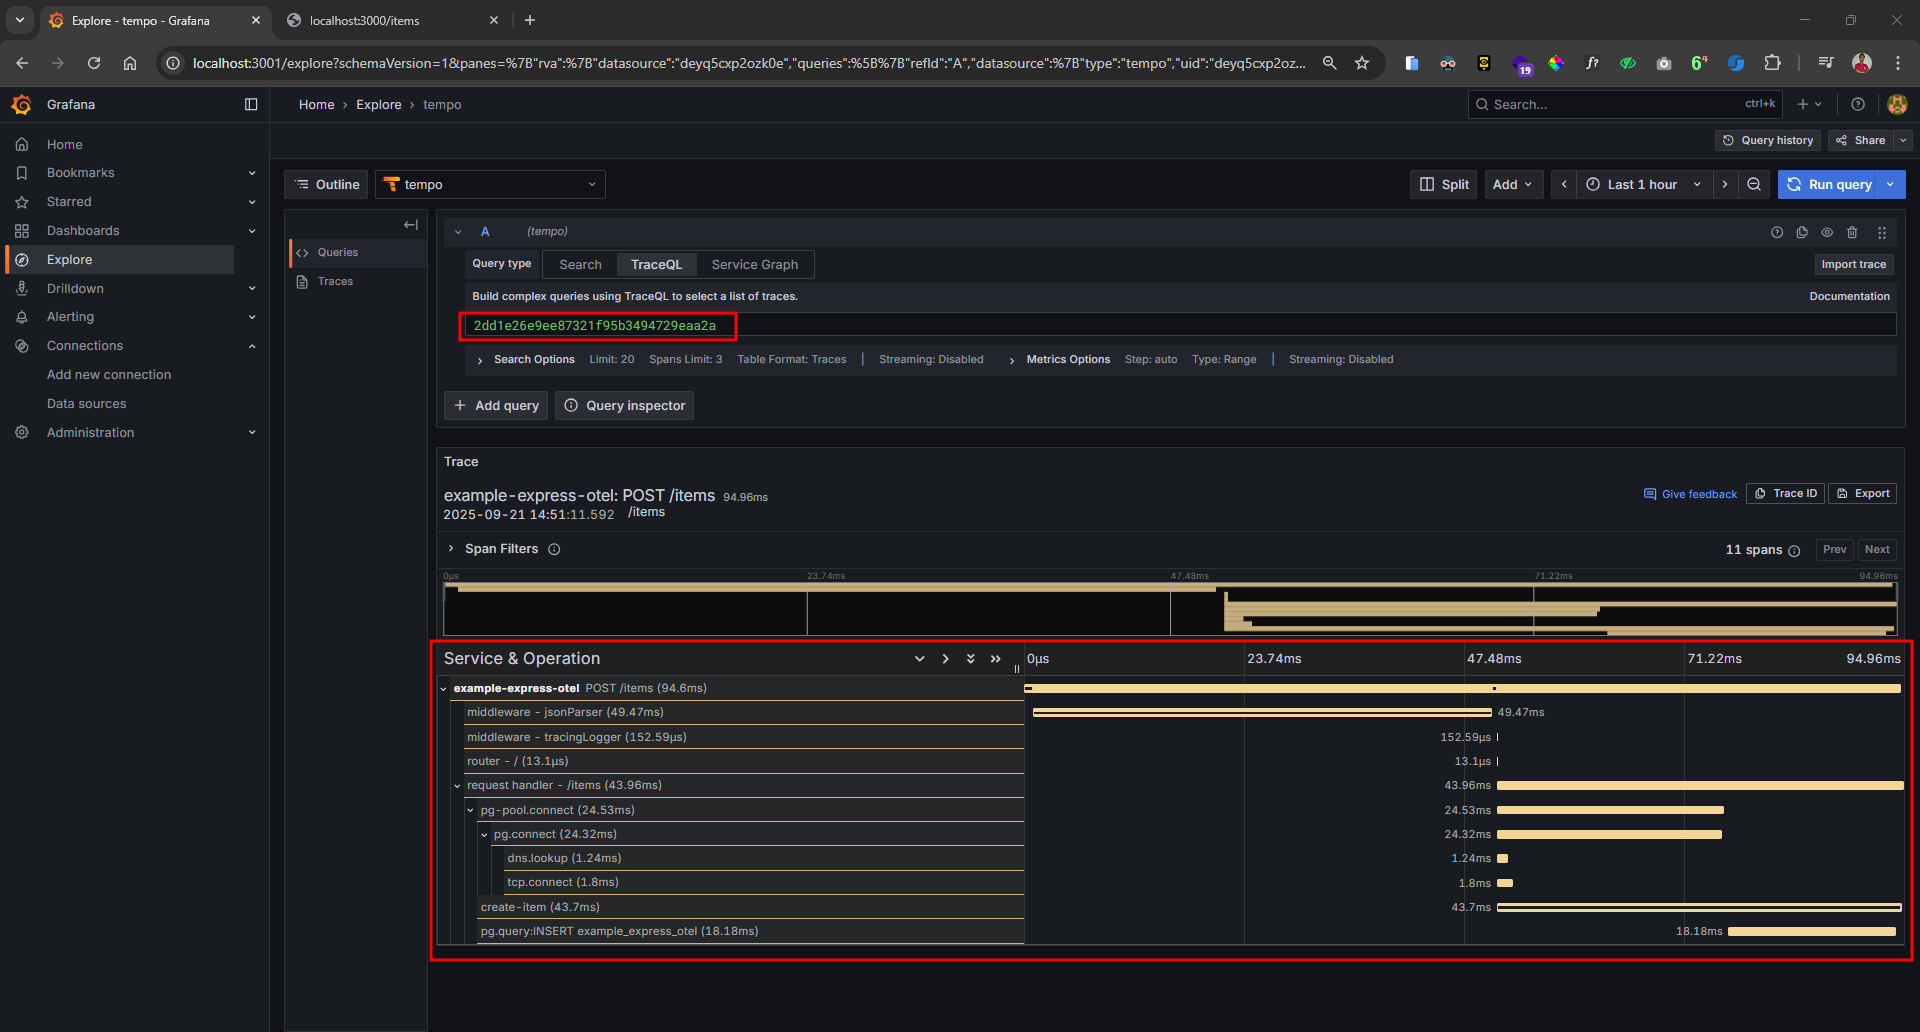 Explore - tempo - Grafana
localhost:3000/items
localhost:3001/explore?schemaVersion=1&panes=%7B"rva":%7B"datasource":"deyq5cxp2ozk0e","queries":%5B%7B"refId":"A","datasource":%7B"type":"tempo","uid":"deyq5cxp2oz...
19
f?
6⁴
Grafana
Home › Explore › tempo
Search...
ctrl+k
Query history
Share
Home
Bookmarks
Starred
Dashboards
Explore
Drilldown
Alerting
Connections
Add new connection
Data sources
Administration
Outline
tempo
Split
Add
Last 1 hour
Run query
Queries
Traces
A (tempo)
Query type
Search
TraceQL
Service Graph
Import trace
Build complex queries using TraceQL to select a list of traces.
Documentation
2dd1e26e9ee87321f95b3494729eaa2a
Search Options Limit: 20 Spans Limit: 3 Table Format: Traces | Streaming: Disabled
Metrics Options Step: auto Type: Range | Streaming: Disabled
+ Add query
Query inspector
Trace
example-express-otel: POST /items 94.96ms
2025-09-21 14:51:11.592 /items
Give feedback
Trace ID
Export
Span Filters
11 spans
Prev
Next
0µs 23.74ms 47.48ms 71.22ms 94.96ms
Service & Operation
0µs 23.74ms 47.48ms 71.22ms 94.96ms
example-express-otel POST /items (94.6ms)
middleware - jsonParser (49.47ms) 49.47ms
middleware - tracingLogger (152.59µs) 152.59µs
router - / (13.1µs) 13.1µs
request handler - /items (43.96ms) 43.96ms
pg-pool.connect (24.53ms) 24.53ms
pg.connect (24.32ms) 24.32ms
dns.lookup (1.24ms) 1.24ms
tcp.connect (1.8ms) 1.8ms
create-item (43.7ms) 43.7ms
pg.query:INSERT example_express_otel (18.18ms) 18.18ms